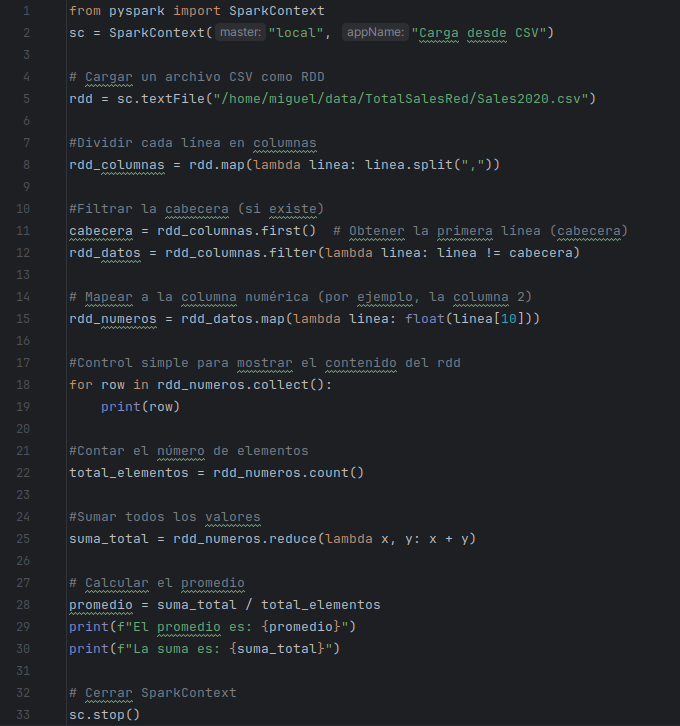 1 from pyspark import SparkContext
2 sc = SparkContext( master: "local", appName: "Carga desde CSV")
3
4 # Cargar un archivo CSV como RDD
5 rdd = sc.textFile("/home/miguel/data/TotalSalesRed/Sales2020.csv")
6
7 #Dividir cada línea en columnas
8 rdd_columnas = rdd.map(lambda linea: linea.split(","))
9
10 #Filtrar la cabecera (si existe)
11 cabecera = rdd_columnas.first()  # Obtener la primera línea (cabecera)
12 rdd_datos = rdd_columnas.filter(lambda linea: linea != cabecera)
13
14 # Mapear a la columna numérica (por ejemplo, la columna 2)
15 rdd_numeros = rdd_datos.map(lambda linea: float(linea[10]))
16
17 #Control simple para mostrar el contenido del rdd
18 for row in rdd_numeros.collect():
19     print(row)
20
21 #Contar el número de elementos
22 total_elementos = rdd_numeros.count()
23
24 #Sumar todos los valores
25 suma_total = rdd_numeros.reduce(lambda x, y: x + y)
26
27 # Calcular el promedio
28 promedio = suma_total / total_elementos
29 print(f"El promedio es: {promedio}")
30 print(f"La suma es: {suma_total}")
31
32 # Cerrar SparkContext
33 sc.stop()